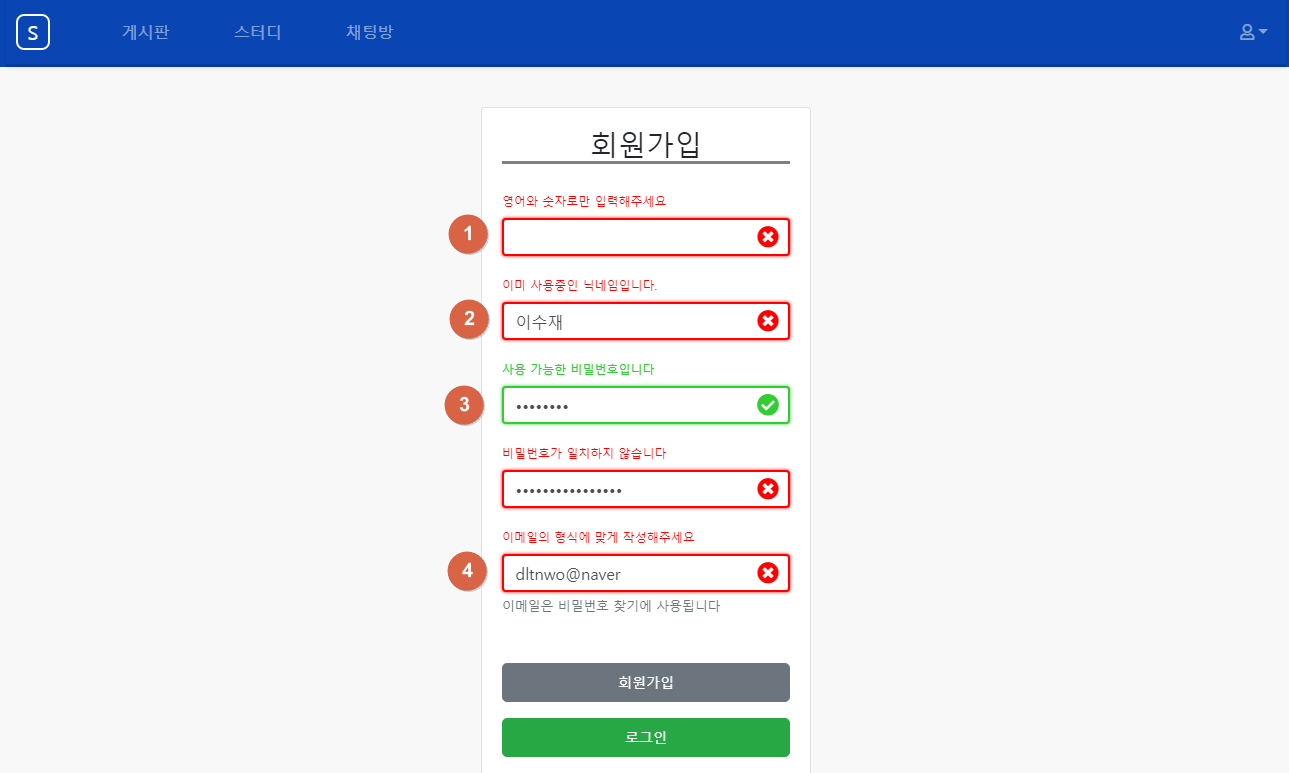 S 게시판 스터디 채팅방
회원가입
영어와 숫자로만 입력해주세요
1
이미 사용중인 닉네임입니다.
2 이수재
사용 가능한 비밀번호입니다
3 ••••••••
비밀번호가 일치하지 않습니다
••••••••••••••••
이메일의 형식에 맞게 작성해주세요
4 dltnwo@naver
이메일은 비밀번호 찾기에 사용됩니다
회원가입
로그인